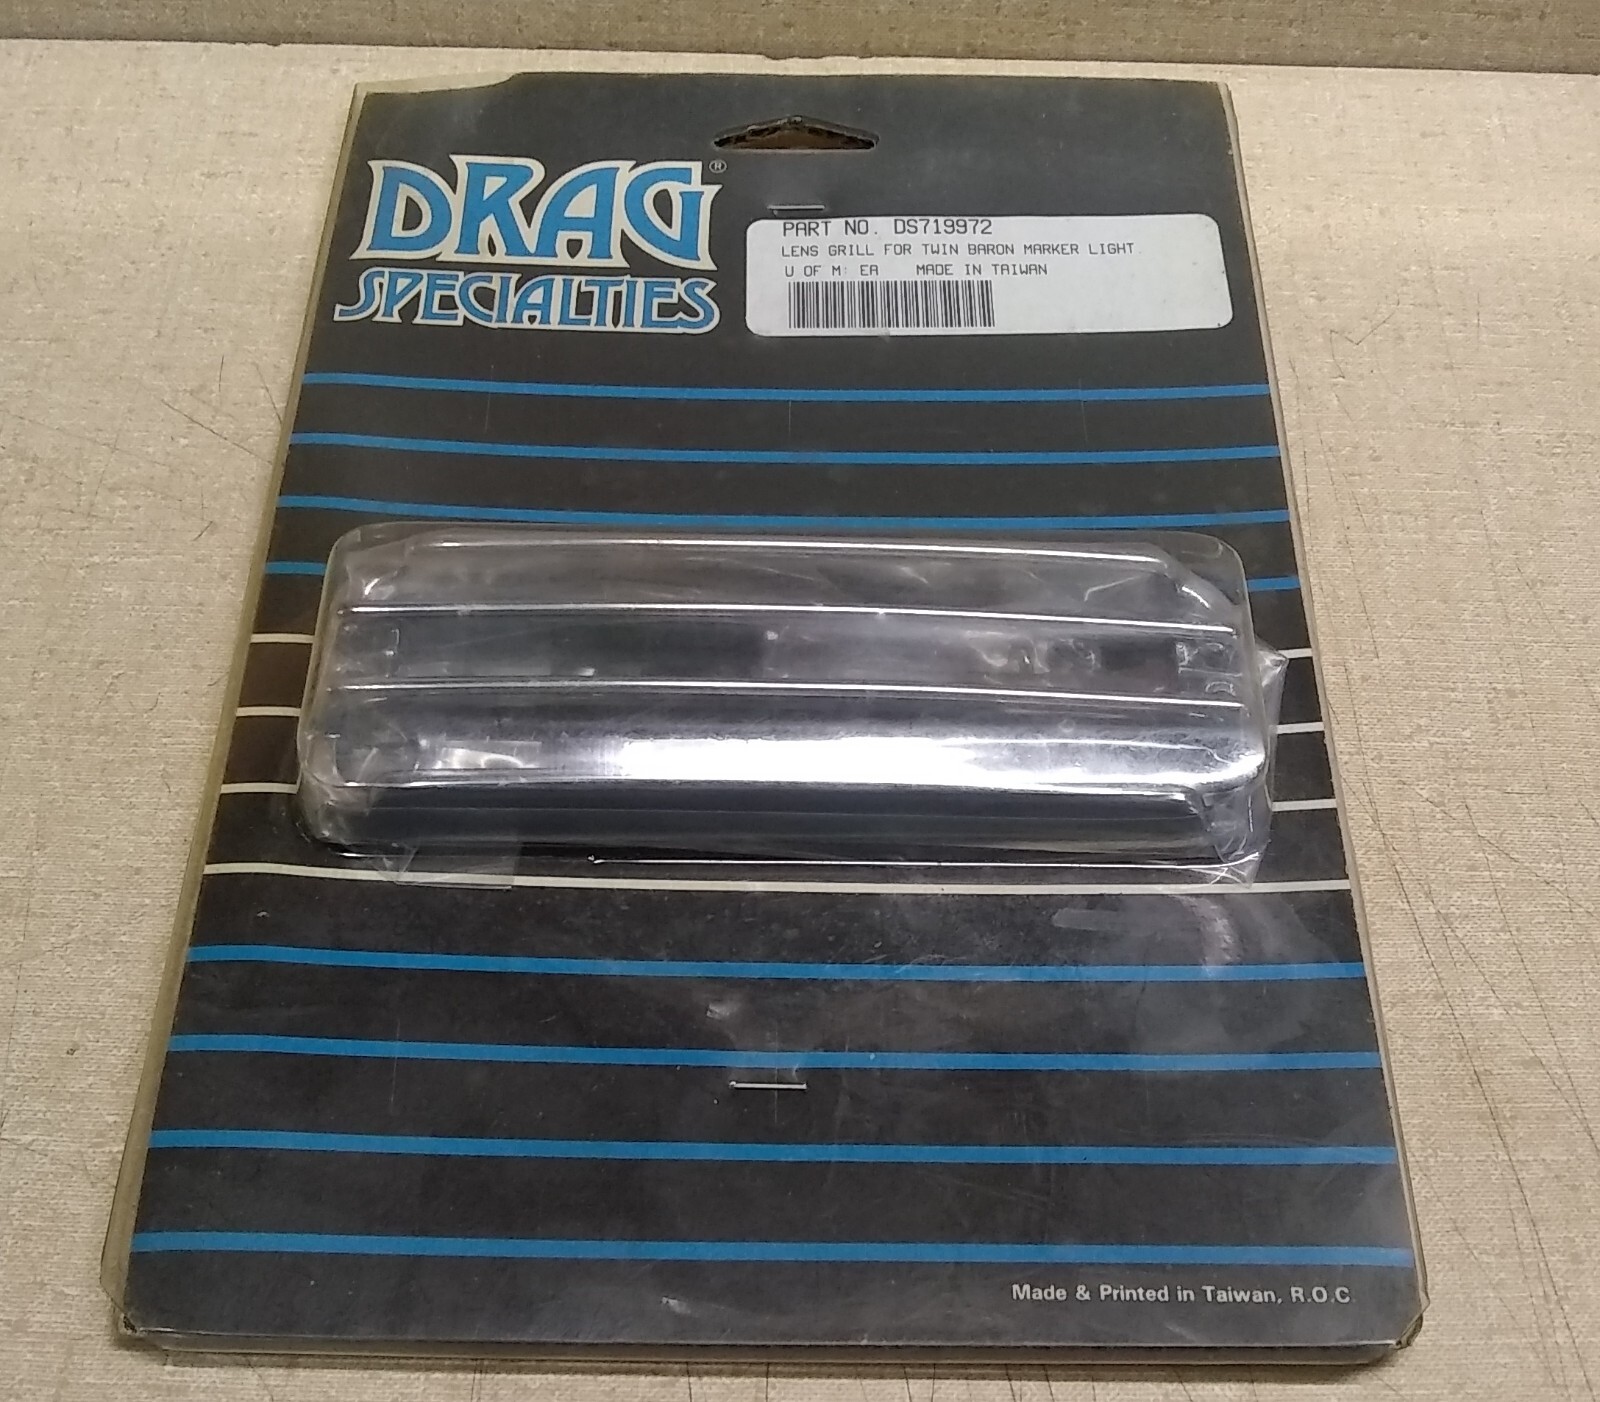 DRAG®
SPECIALTIES
PART NO. DS719972
LENS GRILL FOR TWIN BARON MARKER LIGHT.
U OF M: EA MADE IN TAIWAN
Made & Printed in Taiwan, R.O.C